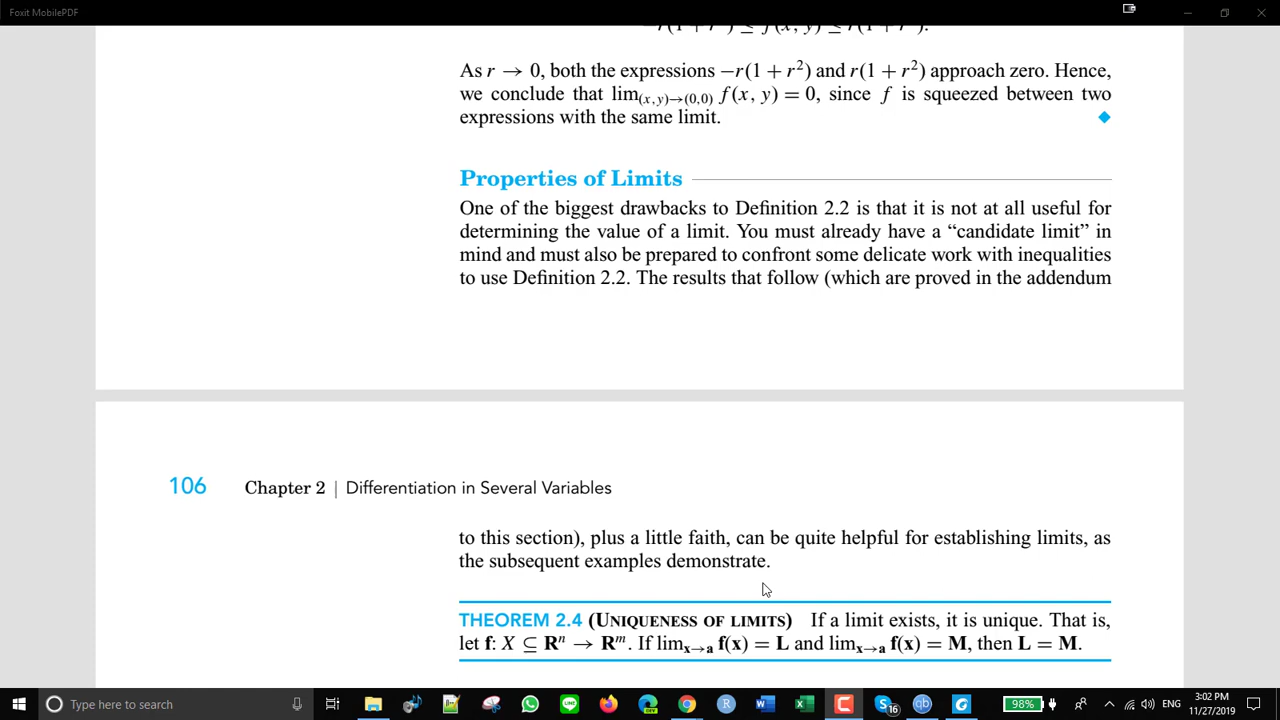 Foxit MobilePDF
−r(1 + r²) ≤ f(x, y) ≤ r(1 + r²).
As r → 0, both the expressions −r(1 + r²) and r(1 + r²) approach zero. Hence,
we conclude that lim(x,y)→(0,0) f(x, y) = 0, since f is squeezed between two
expressions with the same limit.
Properties of Limits
One of the biggest drawbacks to Definition 2.2 is that it is not at all useful for
determining the value of a limit. You must already have a “candidate limit” in
mind and must also be prepared to confront some delicate work with inequalities
to use Definition 2.2. The results that follow (which are proved in the addendum
106 Chapter 2 | Differentiation in Several Variables
to this section), plus a little faith, can be quite helpful for establishing limits, as
the subsequent examples demonstrate.
THEOREM 2.4 (UNIQUENESS OF LIMITS) If a limit exists, it is unique. That is,
let f: X ⊆ Rⁿ → Rᵐ. If limx→a f(x) = L and limx→a f(x) = M, then L = M.
Type here to search
16
98%
ENG
3:02 PM
11/27/2019